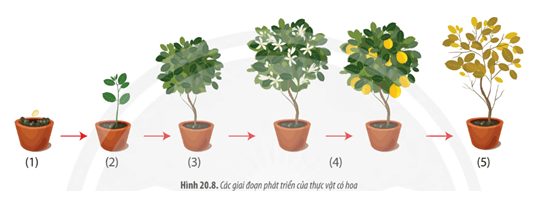 (1) (2) (3) (4) (5)
Hình 20.8. Các giai đoạn phát triển của thực vật có hoa